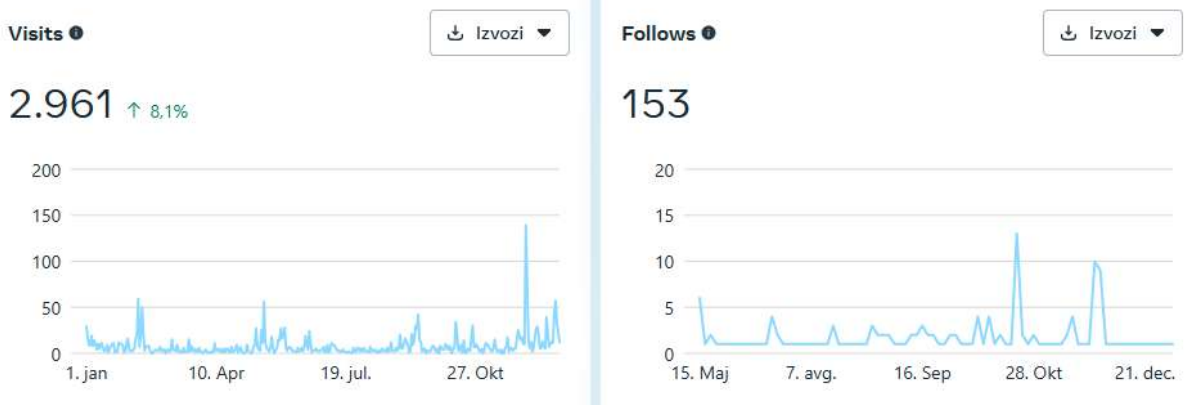 Visits
Izvozi
2.961 ↑ 8,1%
200
150
100
50
0
1. jan 10. Apr 19. jul. 27. Okt
Follows
Izvozi
153
20
15
10
5
0
15. Maj 7. avg. 16. Sep 28. Okt 21. dec.